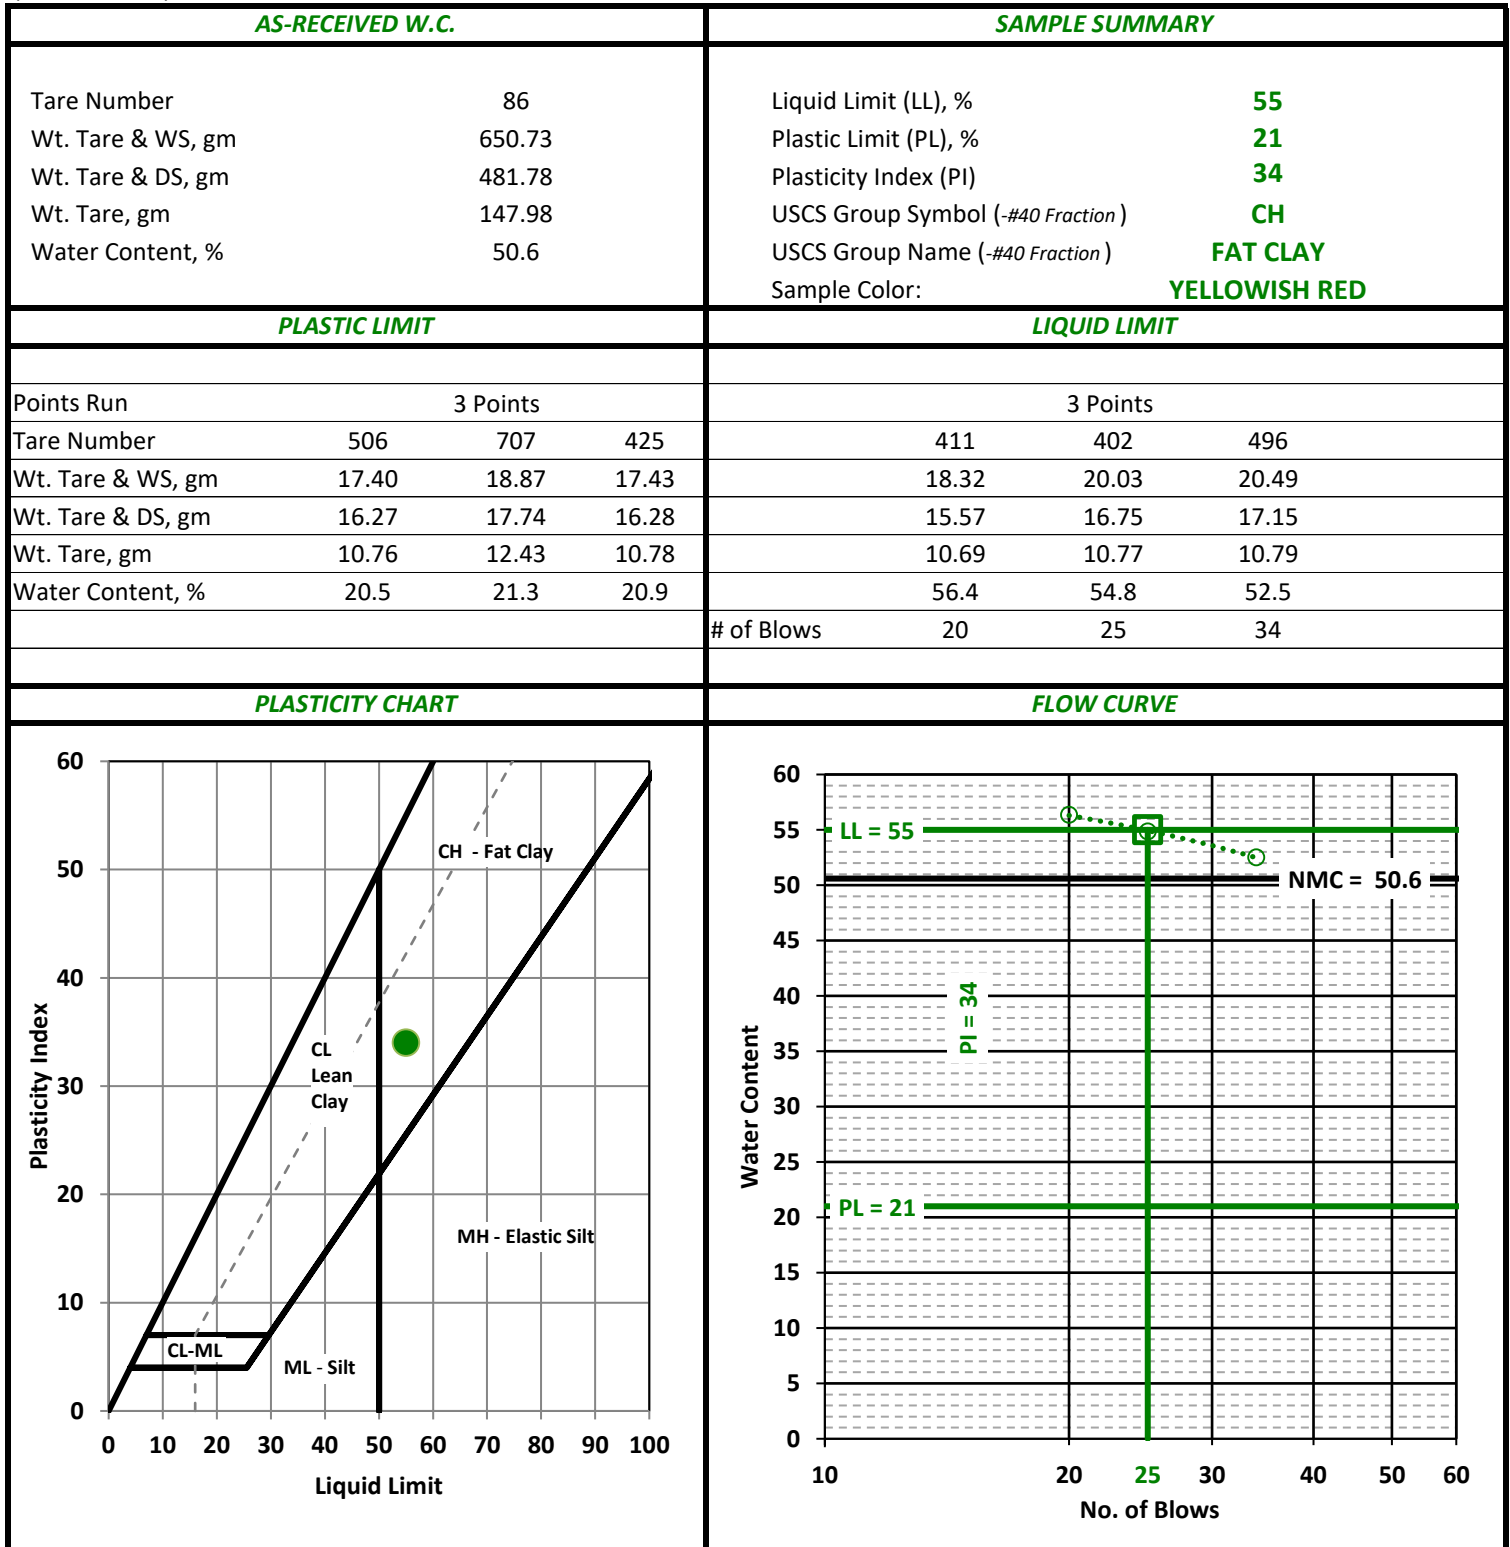 AS-RECEIVED W.C.
Tare Number 86
Wt. Tare & WS, gm 650.73
Wt. Tare & DS, gm 481.78
Wt. Tare, gm 147.98
Water Content, % 50.6
SAMPLE SUMMARY
Liquid Limit (LL), % 55
Plastic Limit (PL), % 21
Plasticity Index (PI) 34
USCS Group Symbol (-#40 Fraction ) CH
USCS Group Name (-#40 Fraction ) FAT CLAY
Sample Color: YELLOWISH RED
PLASTIC LIMIT
Points Run 3 Points
Tare Number 506 707 425
Wt. Tare & WS, gm 17.40 18.87 17.43
Wt. Tare & DS, gm 16.27 17.74 16.28
Wt. Tare, gm 10.76 12.43 10.78
Water Content, % 20.5 21.3 20.9
LIQUID LIMIT
3 Points
411 402 496
18.32 20.03 20.49
15.57 16.75 17.15
10.69 10.77 10.79
56.4 54.8 52.5
# of Blows 20 25 34
PLASTICITY CHART
60
50
40
30
20
10
0
Plasticity Index
CH - Fat Clay
CL
Lean
Clay
MH - Elastic Silt
CL-ML
ML - Silt
0 10 20 30 40 50 60 70 80 90 100
Liquid Limit
FLOW CURVE
60
55
50
45
40
35
30
25
20
15
10
5
0
Water Content
LL = 55
NMC = 50.6
PI = 34
PL = 21
10 20 25 30 40 50 60
No. of Blows